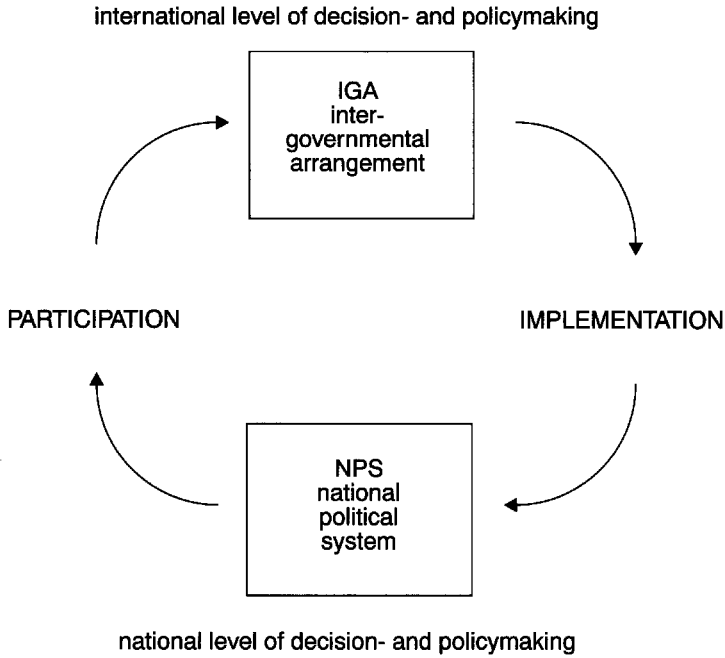 international level of decision- and policymaking
IGA
inter-
governmental
arrangement
PARTICIPATION
IMPLEMENTATION
NPS
national
political
system
national level of decision- and policymaking